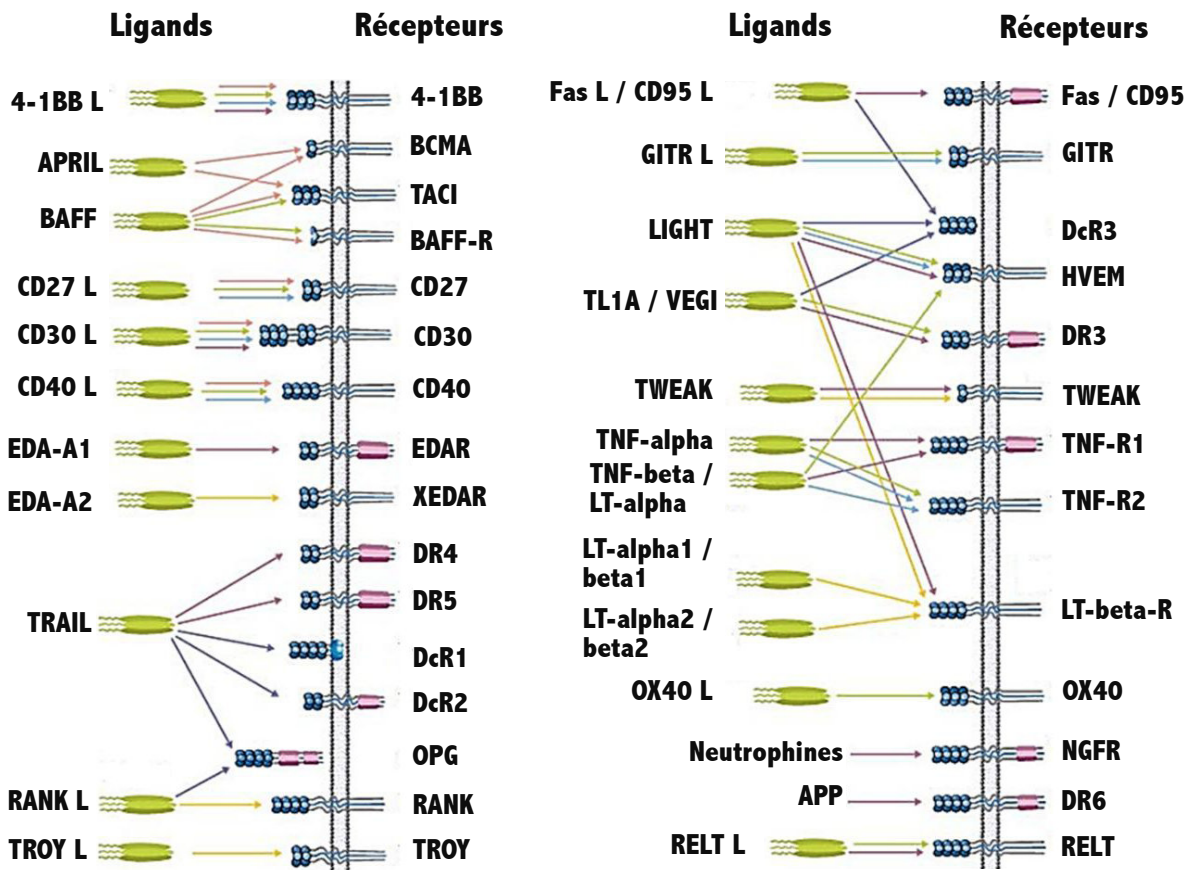 Ligands
Récepteurs
4-1BB L
4-1BB
APRIL
BCMA
TACI
BAFF
BAFF-R
CD27 L
CD27
CD30 L
CD30
CD40 L
CD40
EDA-A1
EDAR
EDA-A2
XEDAR
DR4
DR5
TRAIL
DcR1
DcR2
OPG
RANK L
RANK
TROY L
TROY
Ligands
Récepteurs
Fas L / CD95 L
Fas / CD95
GITR L
GITR
LIGHT
DcR3
HVEM
TL1A / VEGI
DR3
TWEAK
TWEAK
TNF-alpha
TNF-R1
TNF-beta /
LT-alpha
TNF-R2
LT-alpha1 /
beta1
LT-beta-R
LT-alpha2 /
beta2
OX40 L
OX40
Neutrophines
NGFR
APP
DR6
RELT L
RELT